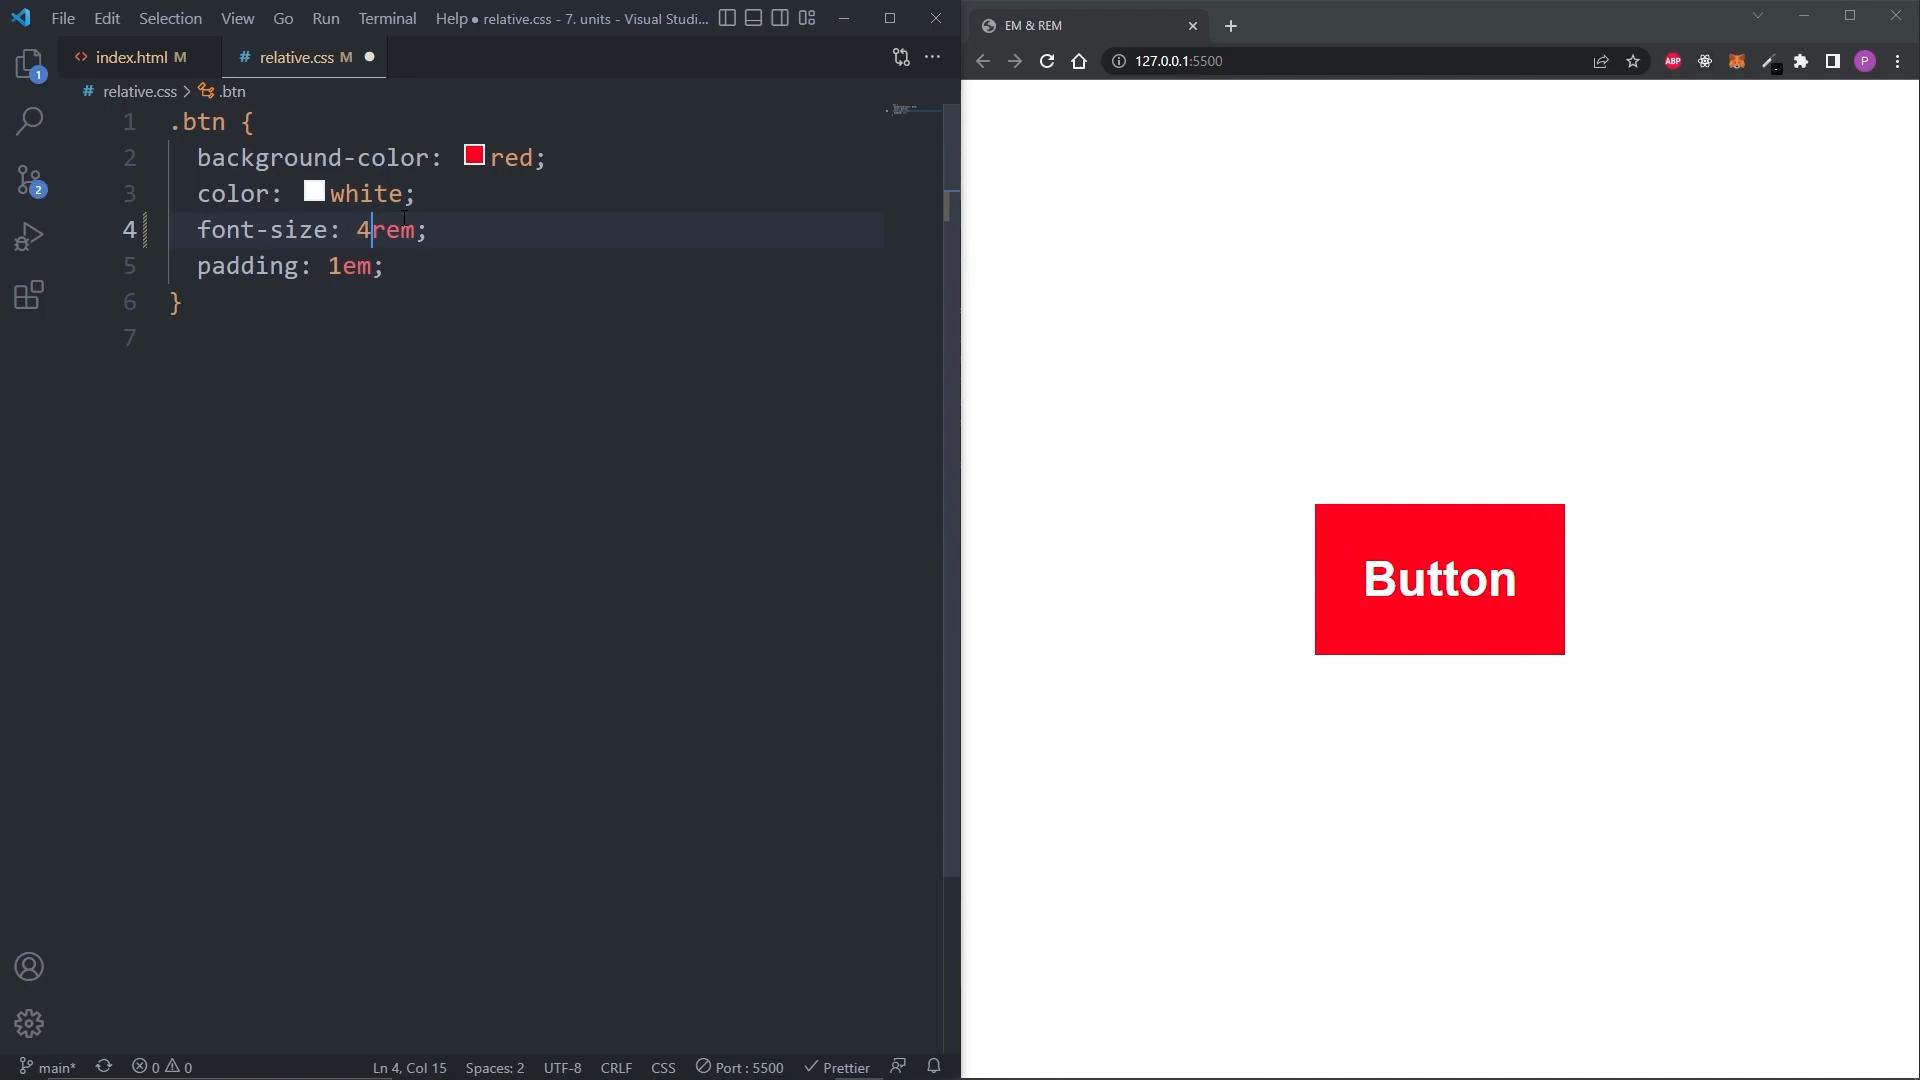 File Edit Selection View Go Run Terminal Help ● relative.css - 7. units - Visual Studi...
index.html M # relative.css M ●
# relative.css > .btn
1 .btn {
2 background-color: red;
3 color: white;
4 font-size: 4rem;
5 padding: 1em;
6 }
7
1
2
main* 0 0 Ln 4, Col 15 Spaces: 2 UTF-8 CRLF CSS Port : 5500 Prettier
EM & REM
127.0.0.1:5500 ABP P
Button